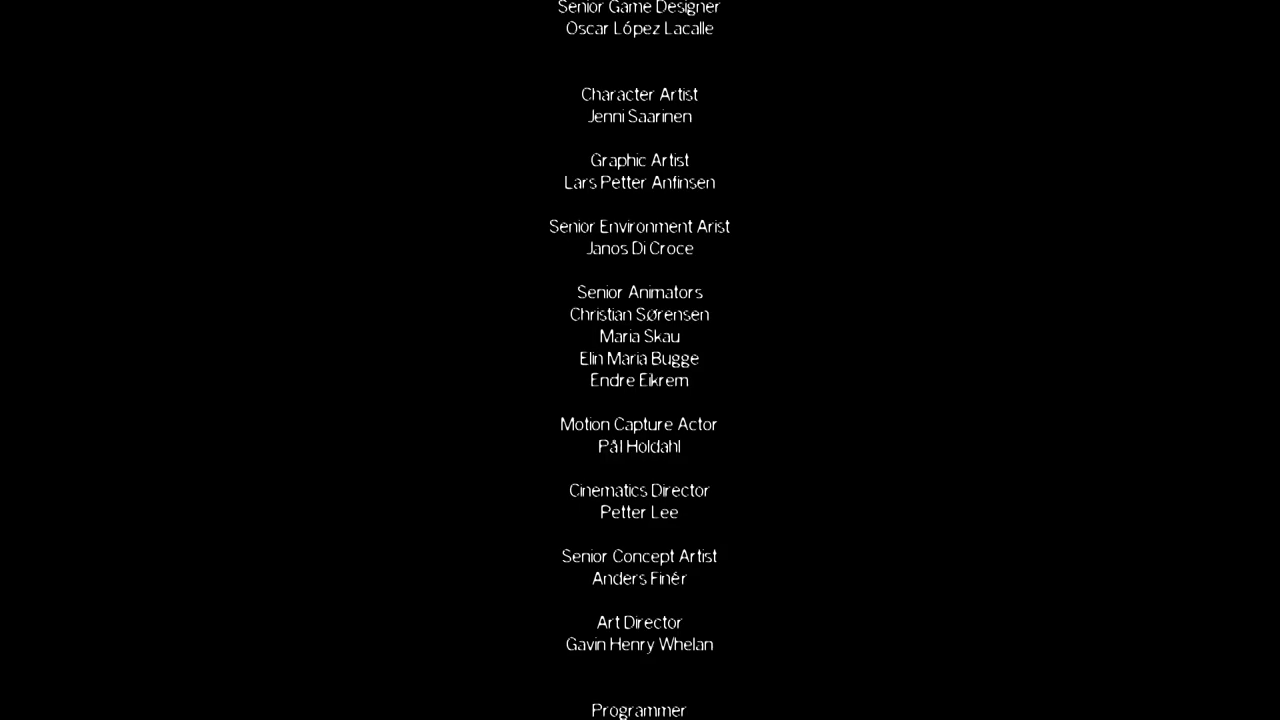 Senior Game Designer
Oscar López Lacalle
Character Artist
Jenni Saarinen
Graphic Artist
Lars Petter Anfinsen
Senior Environment Arist
Janos Di Croce
Senior Animators
Christian Sørensen
Maria Skau
Elin Maria Bugge
Endre Eikrem
Motion Capture Actor
Pål Holdahl
Cinematics Director
Petter Lee
Senior Concept Artist
Anders Finér
Art Director
Gavin Henry Whelan
Programmer